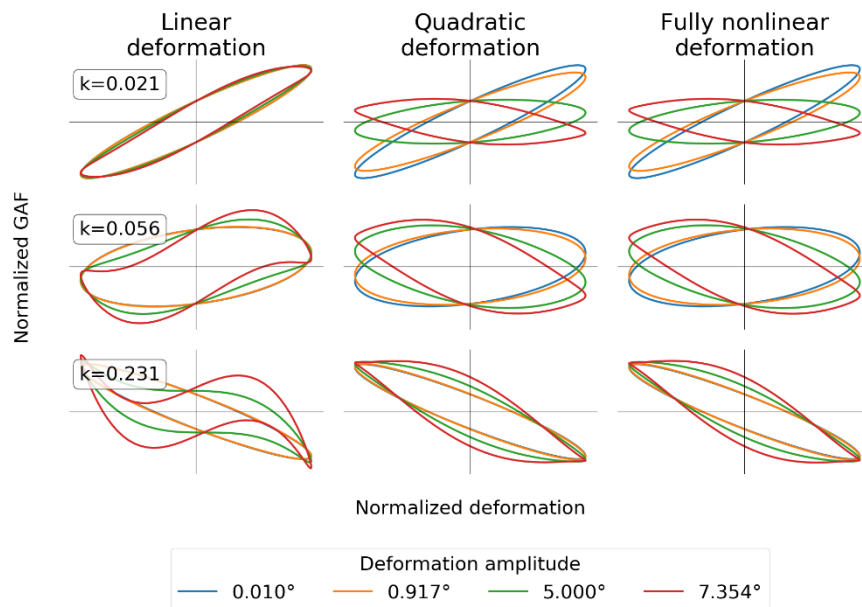 Linear
deformation
Quadratic
deformation
Fully nonlinear
deformation
k=0.021
k=0.056
k=0.231
Normalized GAF
Normalized deformation
Deformation amplitude
0.010°
0.917°
5.000°
7.354°